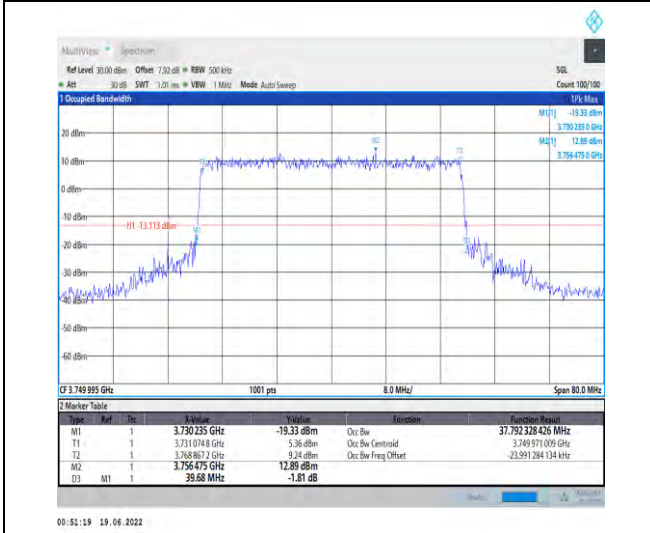 MultiView Spectrum
Ref Level 30.00 dBm Offset 7.92 dB RBW 500 kHz SGL
Att 30 dB SWT 1.01 ms VBW 1 MHz Mode Auto Sweep Count 100/100
1 Occupied Bandwidth 1Pk Max
M1[1] -19.33 dBm
3.730 235 0 GHz
M2[1] 12.89 dBm
3.756 475 0 GHz
20 dBm
M2
T1 T2
10 dBm
0 dBm
-10 dBm
H1 -13.113 dBm
M1
-20 dBm
D3
-30 dBm
-40 dBm
-50 dBm
-60 dBm
CF 3.749 995 GHz 1001 pts 8.0 MHz/ Span 80.0 MHz
2 Marker Table
Type Ref Trc X-Value Y-Value Function Function Result
M1 1 3.730 235 GHz -19.33 dBm Occ Bw 37.792 328 426 MHz
T1 1 3.731 074 8 GHz 5.36 dBm Occ Bw Centroid 3.749 971 009 GHz
T2 1 3.768 867 2 GHz 9.24 dBm Occ Bw Freq Offset -23.991 284 134 kHz
M2 1 3.756 475 GHz 12.89 dBm
D3 M1 1 39.68 MHz -1.81 dB
00:51:19 19.06.2022